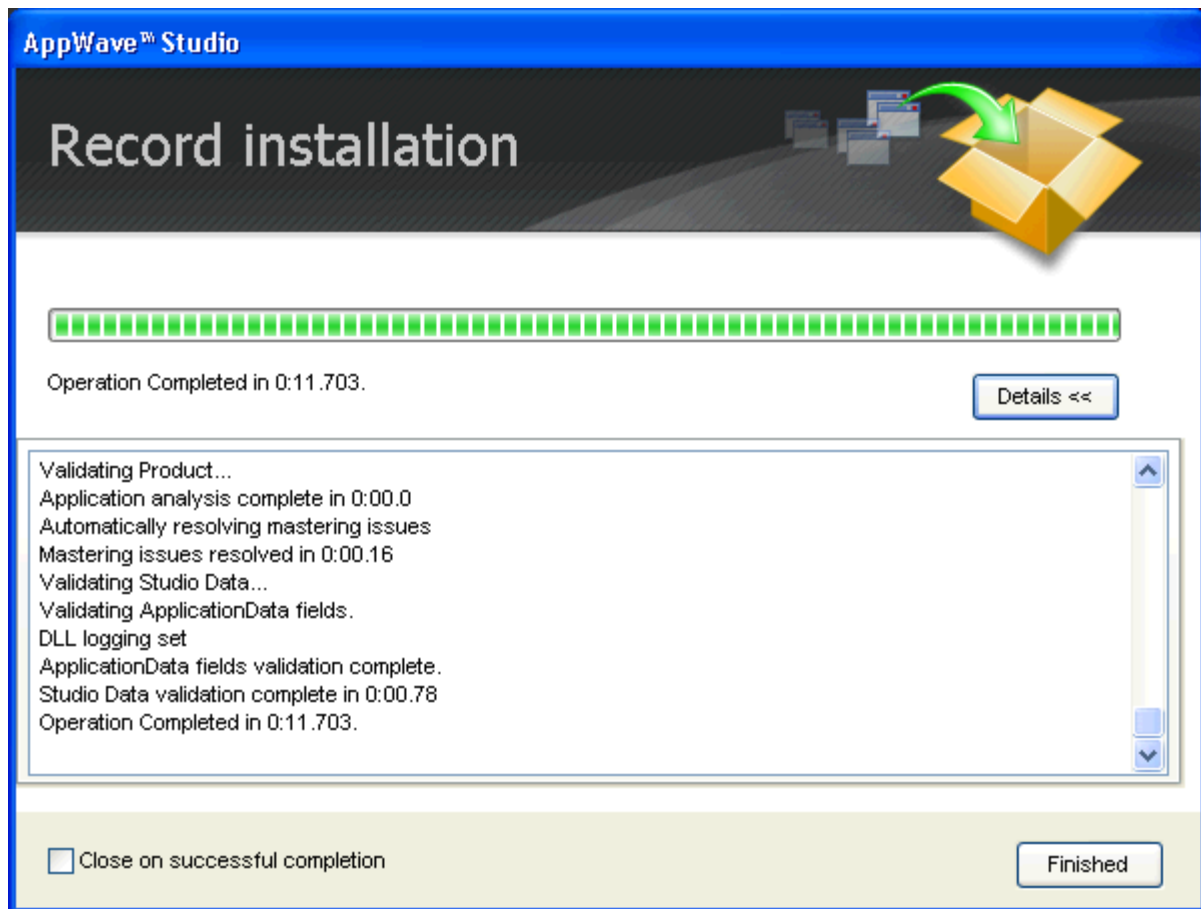 AppWave™ Studio
Record installation
Operation Completed in 0:11.703.
Details <<
Validating Product...
Application analysis complete in 0:00.0
Automatically resolving mastering issues
Mastering issues resolved in 0:00.16
Validating Studio Data...
Validating ApplicationData fields.
DLL logging set
ApplicationData fields validation complete.
Studio Data validation complete in 0:00.78
Operation Completed in 0:11.703.
Close on successful completion
Finished